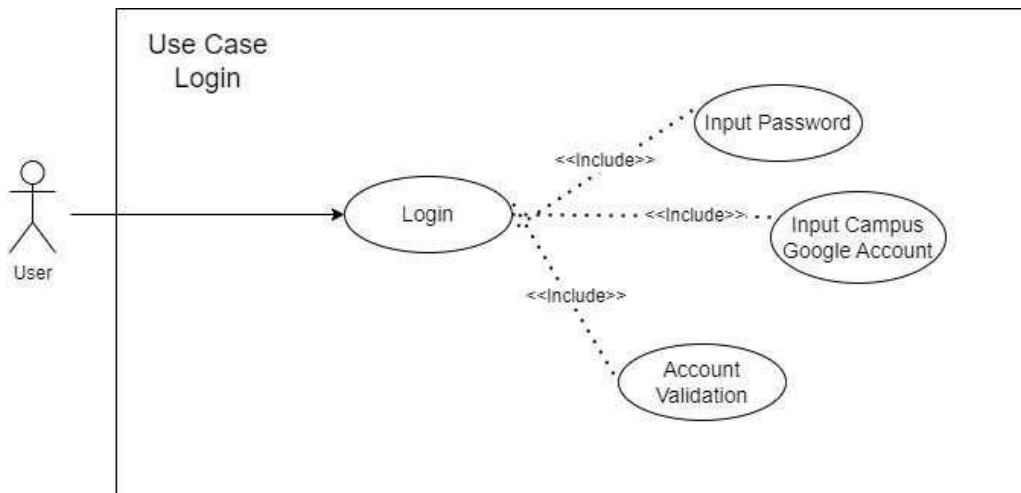 Use Case
Login
Input Password
<<Include>>
Login
<<Include>>
Input Campus
Google Account
User
<<Include>>
Account
Validation